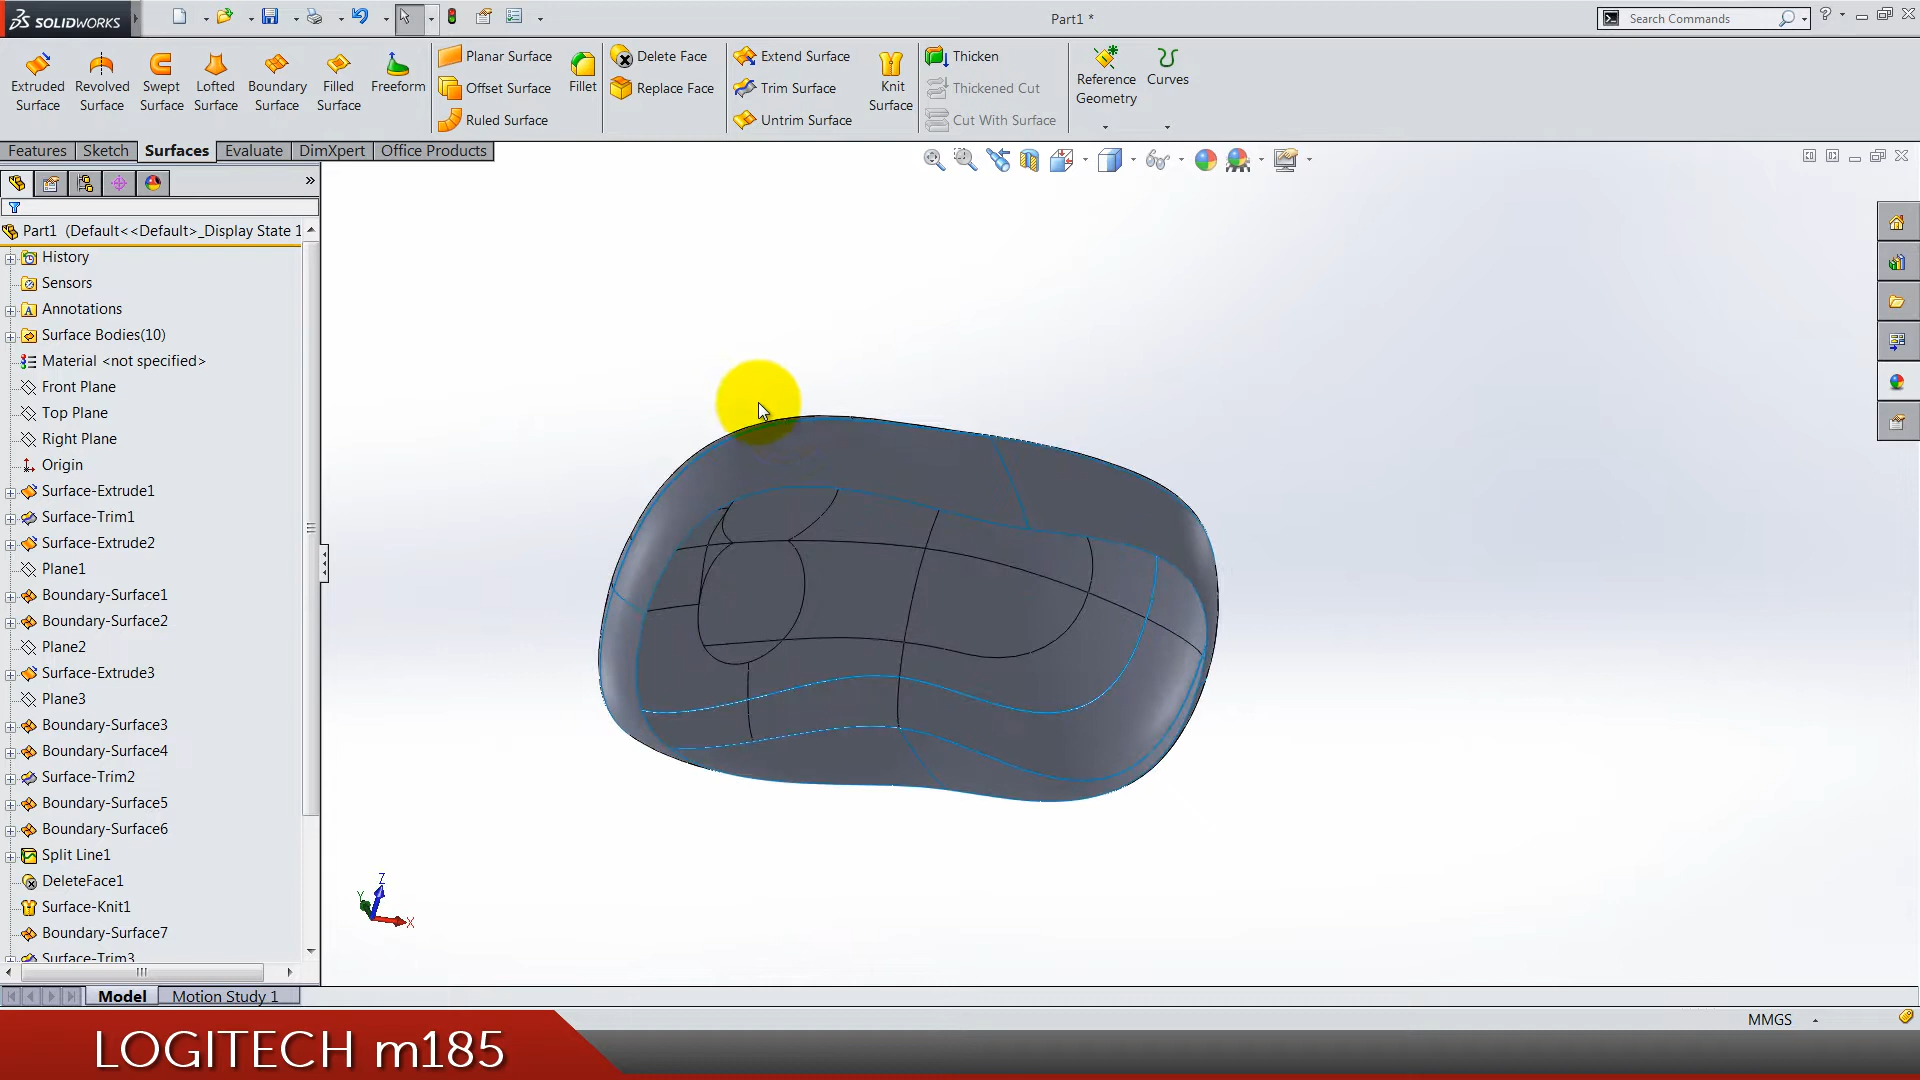 SOLIDWORKS
Part1 *
Search Commands
Extruded Surface
Revolved Surface
Swept Surface
Lofted Surface
Boundary Surface
Filled Surface
Freeform
Planar Surface
Offset Surface
Ruled Surface
Fillet
Delete Face
Replace Face
Extend Surface
Trim Surface
Untrim Surface
Knit Surface
Thicken
Thickened Cut
Cut With Surface
Reference Geometry
Curves
Features
Sketch
Surfaces
Evaluate
DimXpert
Office Products
Part1 (Default<<Default>_Display State 1
History
Sensors
Annotations
Surface Bodies(10)
Material <not specified>
Front Plane
Top Plane
Right Plane
Origin
Surface-Extrude1
Surface-Trim1
Surface-Extrude2
Plane1
Boundary-Surface1
Boundary-Surface2
Plane2
Surface-Extrude3
Plane3
Boundary-Surface3
Boundary-Surface4
Surface-Trim2
Boundary-Surface5
Boundary-Surface6
Split Line1
DeleteFace1
Surface-Knit1
Boundary-Surface7
Surface-Trim3
Z
Y
X
Model
Motion Study 1
MMGS
LOGITECH m185